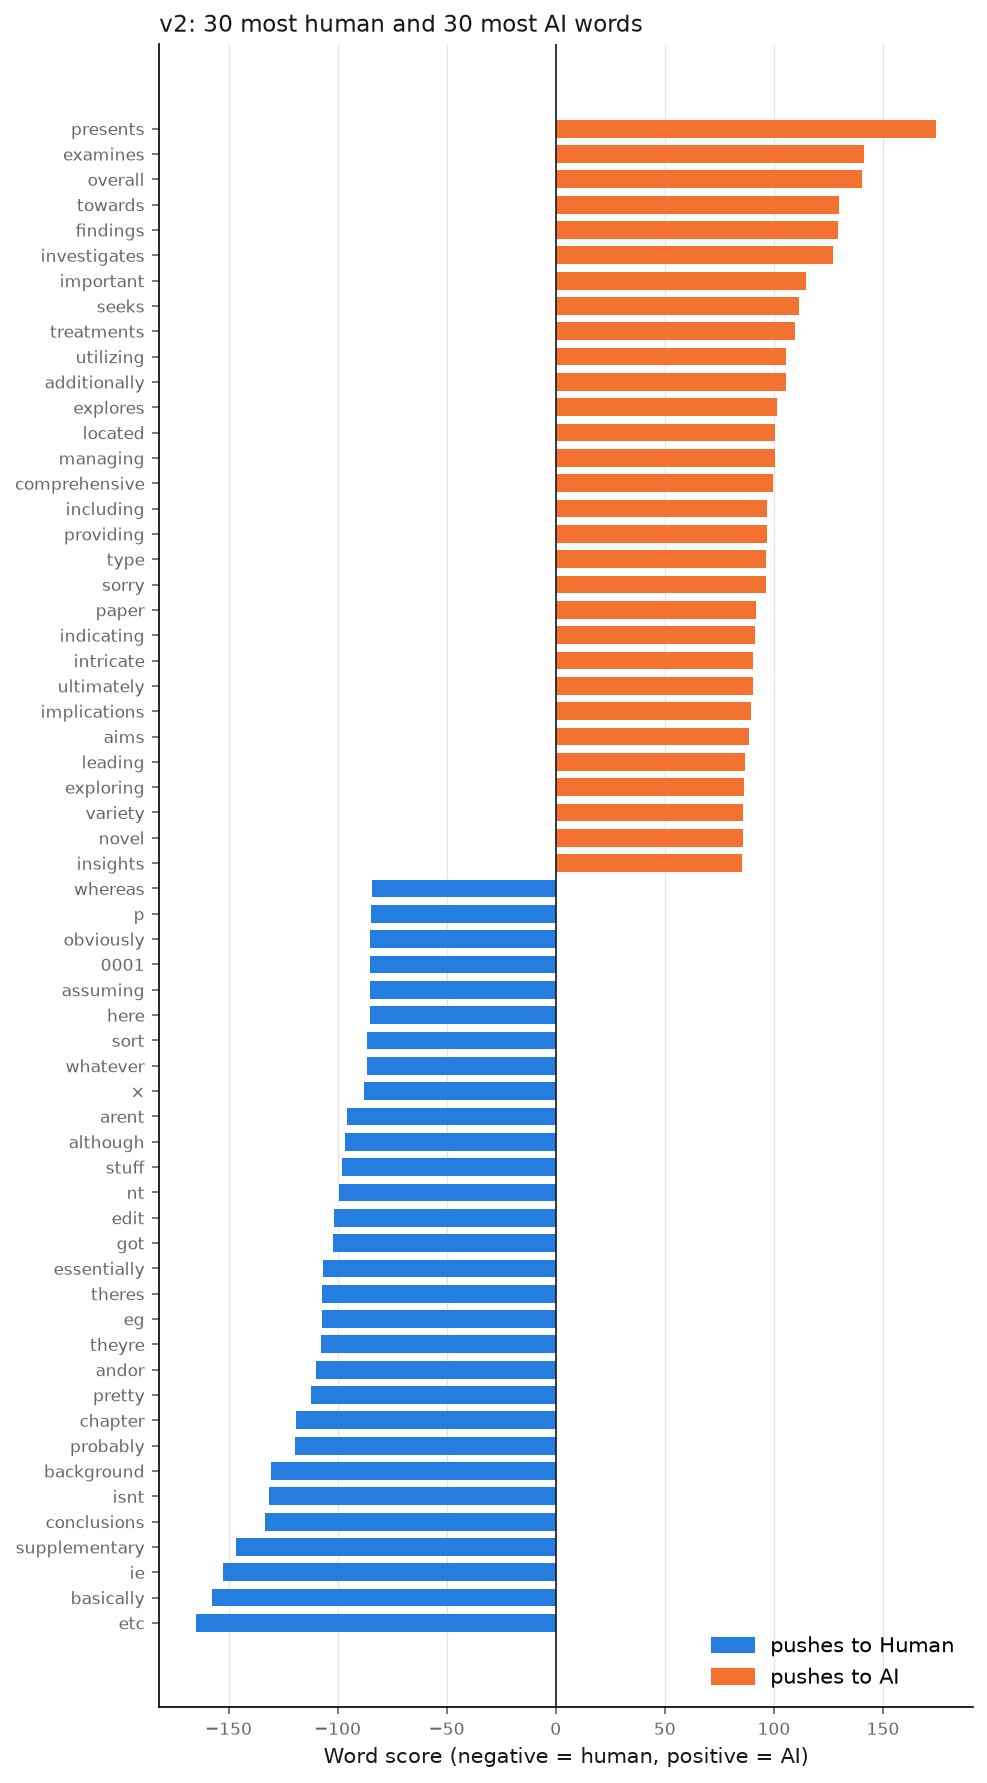 v2: 30 most human and 30 most AI words
presents
examines
overall
towards
findings
investigates
important
seeks
treatments
utilizing
additionally
explores
located
managing
comprehensive
including
providing
type
sorry
paper
indicating
intricate
ultimately
implications
aims
leading
exploring
variety
novel
insights
whereas
p
obviously
0001
assuming
here
sort
whatever
×
arent
although
stuff
nt
edit
got
essentially
theres
eg
theyre
andor
pretty
chapter
probably
background
isnt
conclusions
supplementary
ie
basically
etc
pushes to Human
pushes to AI
−150 −100 −50 0 50 100 150
Word score (negative = human, positive = AI)